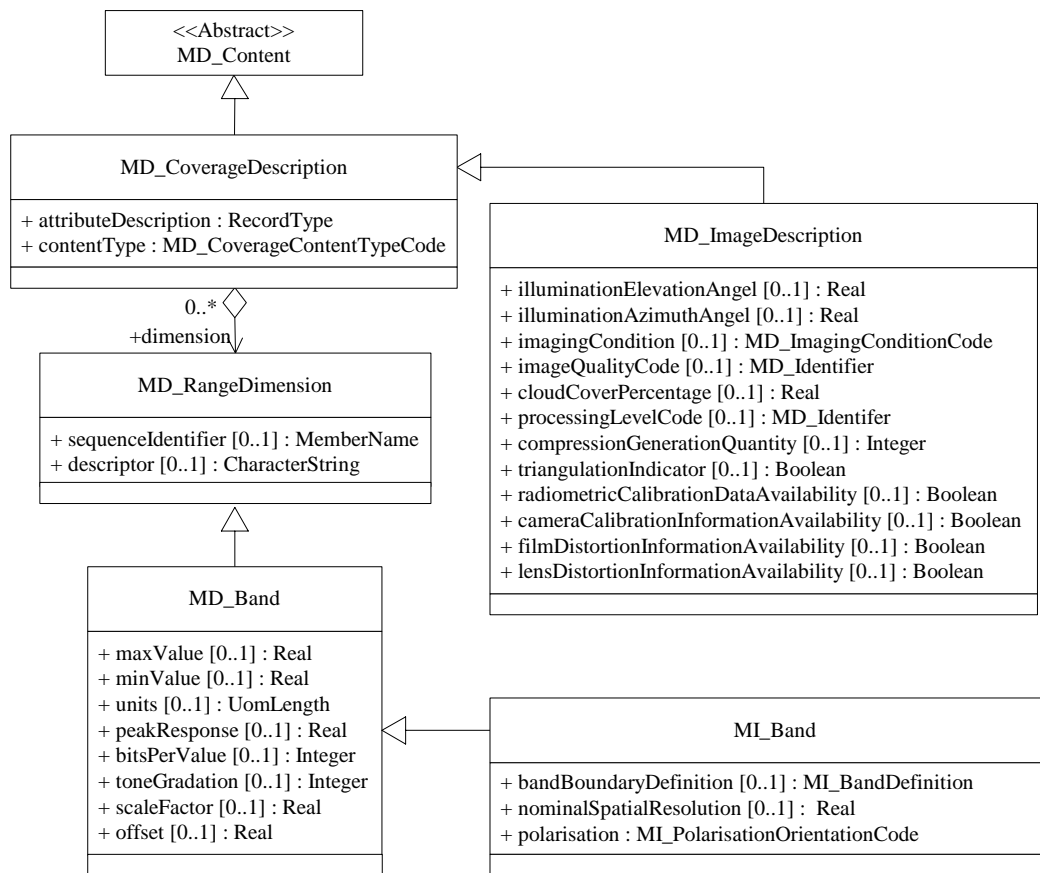 <<Abstract>>
MD_Content
MD_CoverageDescription
+ attributeDescription : RecordType
+ contentType : MD_CoverageContentTypeCode
0..*
+dimension
MD_RangeDimension
+ sequenceIdentifier [0..1] : MemberName
+ descriptor [0..1] : CharacterString
MD_Band
+ maxValue [0..1] : Real
+ minValue [0..1] : Real
+ units [0..1] : UomLength
+ peakResponse [0..1] : Real
+ bitsPerValue [0..1] : Integer
+ toneGradation [0..1] : Integer
+ scaleFactor [0..1] : Real
+ offset [0..1] : Real
MD_ImageDescription
+ illuminationElevationAngel [0..1] : Real
+ illuminationAzimuthAngel [0..1] : Real
+ imagingCondition [0..1] : MD_ImagingConditionCode
+ imageQualityCode [0..1] : MD_Identifier
+ cloudCoverPercentage [0..1] : Real
+ processingLevelCode [0..1] : MD_Identifer
+ compressionGenerationQuantity [0..1] : Integer
+ triangulationIndicator [0..1] : Boolean
+ radiometricCalibrationDataAvailability [0..1] : Boolean
+ cameraCalibrationInformationAvailability [0..1] : Boolean
+ filmDistortionInformationAvailability [0..1] : Boolean
+ lensDistortionInformationAvailability [0..1] : Boolean
MI_Band
+ bandBoundaryDefinition [0..1] : MI_BandDefinition
+ nominalSpatialResolution [0..1] :  Real
+ polarisation : MI_PolarisationOrientationCode